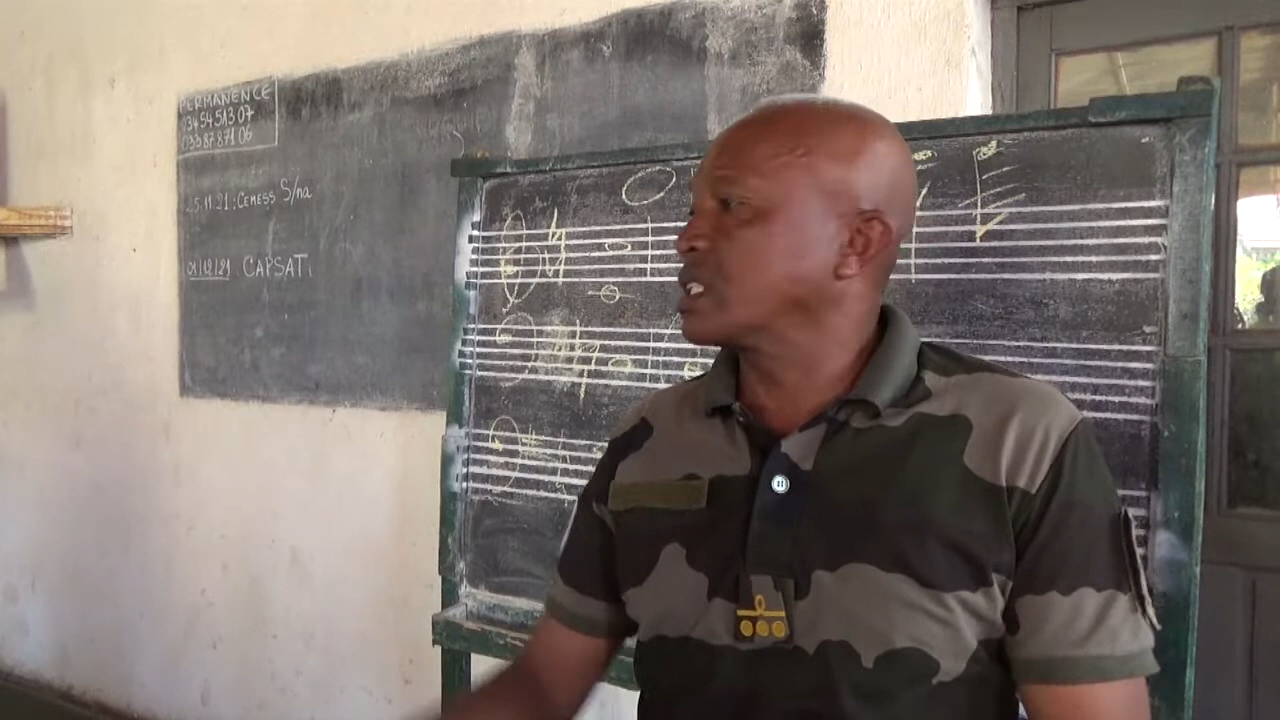 PERMANENCE
034 54 513 07
033 87 871 06
25.11.21 : Cemess S/na
01/12/21 CAPSAT